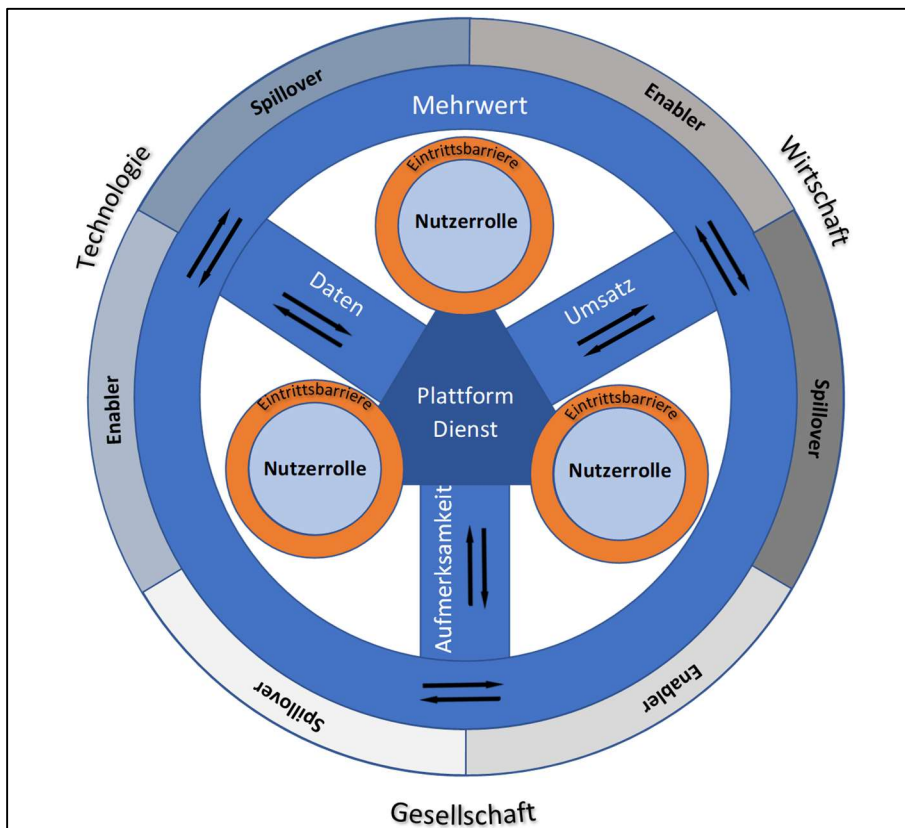 Spillover
Enabler
Mehrwert
Technologie
Wirtschaft
Eintrittsbarriere
Nutzerrolle
Daten
Umsatz
Enabler
Plattform
Dienst
Spillover
Eintrittsbarriere
Nutzerrolle
Eintrittsbarriere
Nutzerrolle
Aufmerksamkeit
Spillover
Enabler
Gesellschaft